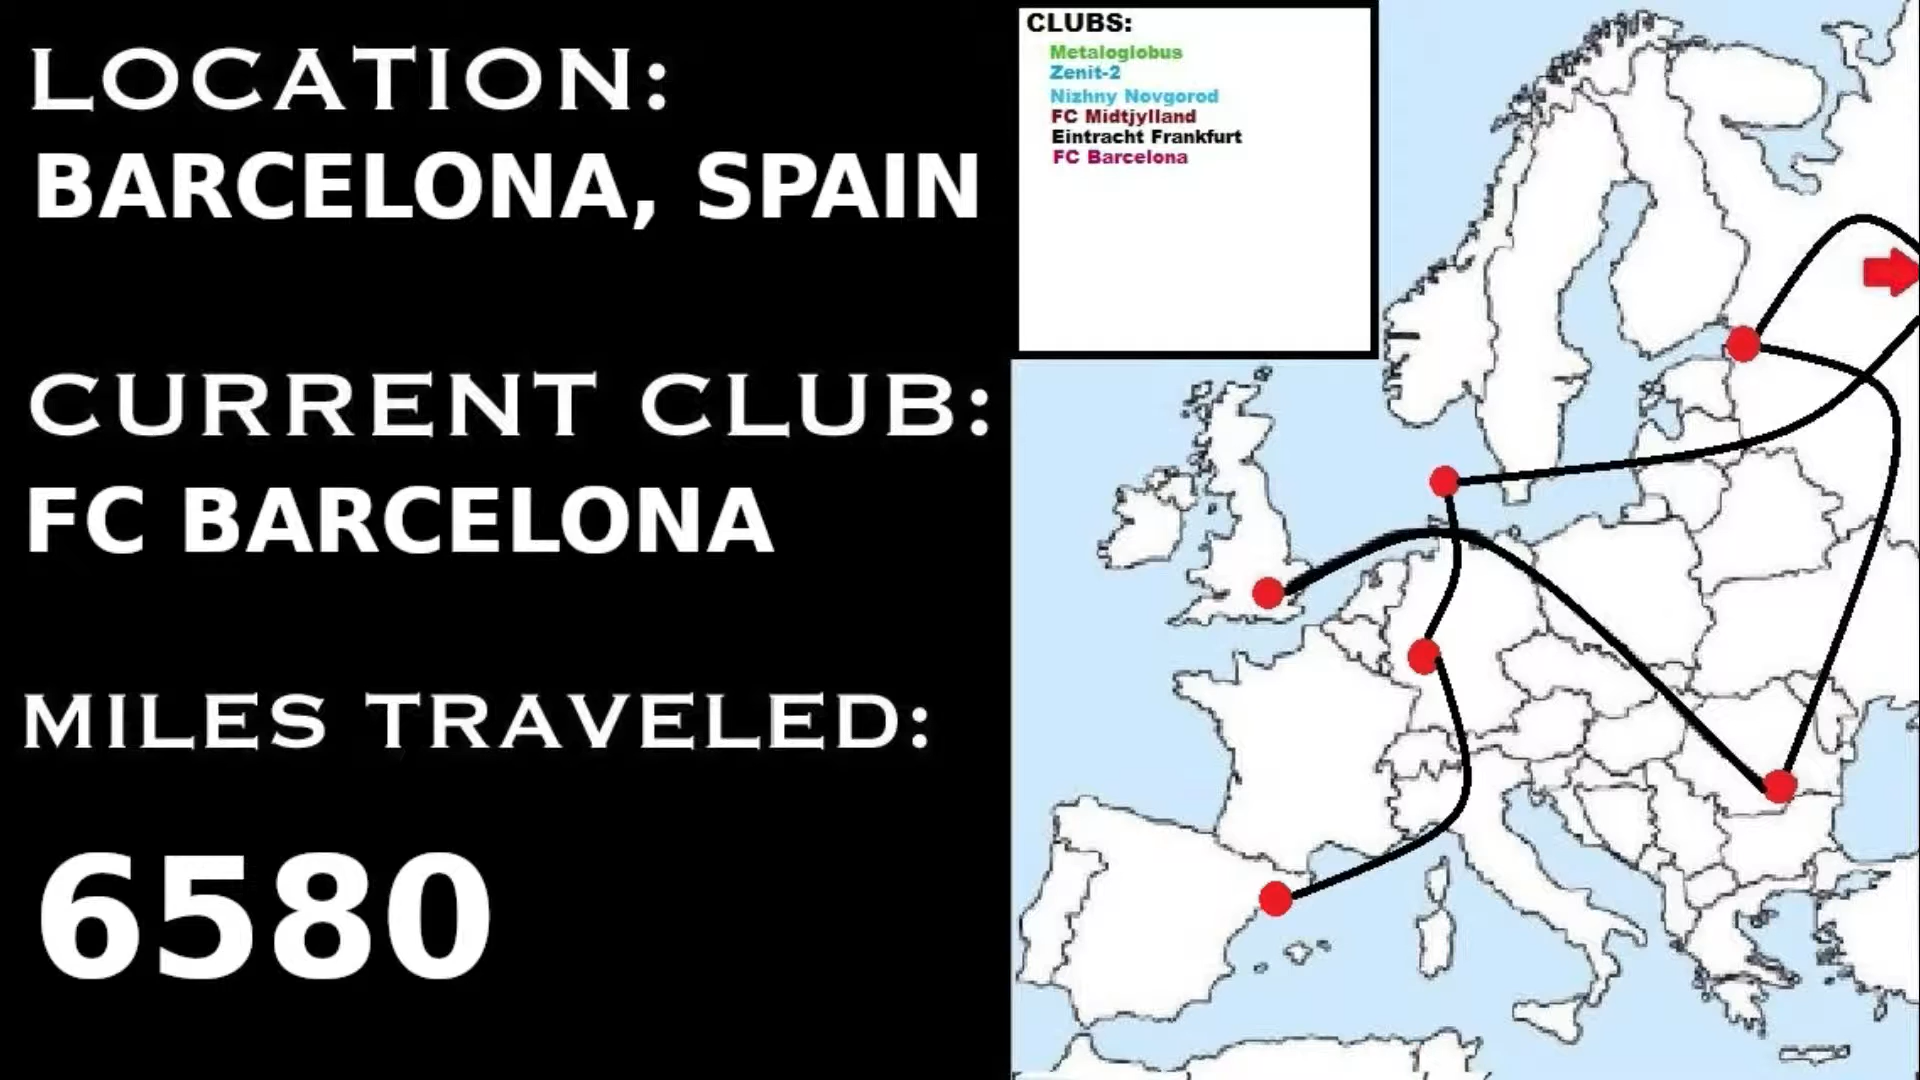 LOCATION:
BARCELONA, SPAIN
CURRENT CLUB:
FC BARCELONA
MILES TRAVELED:
6580
CLUBS:
Metaloglobus
Zenit-2
Nizhny Novgorod
FC Midtjylland
Eintracht Frankfurt
FC Barcelona